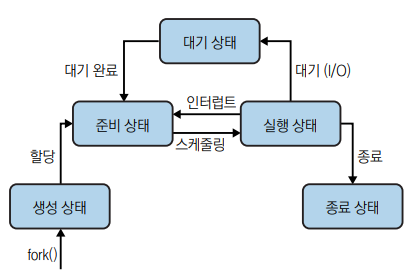 대기 상태
대기 완료
대기 (I/O)
인터럽트
준비 상태
실행 상태
스케줄링
할당
종료
생성 상태
종료 상태
fork()